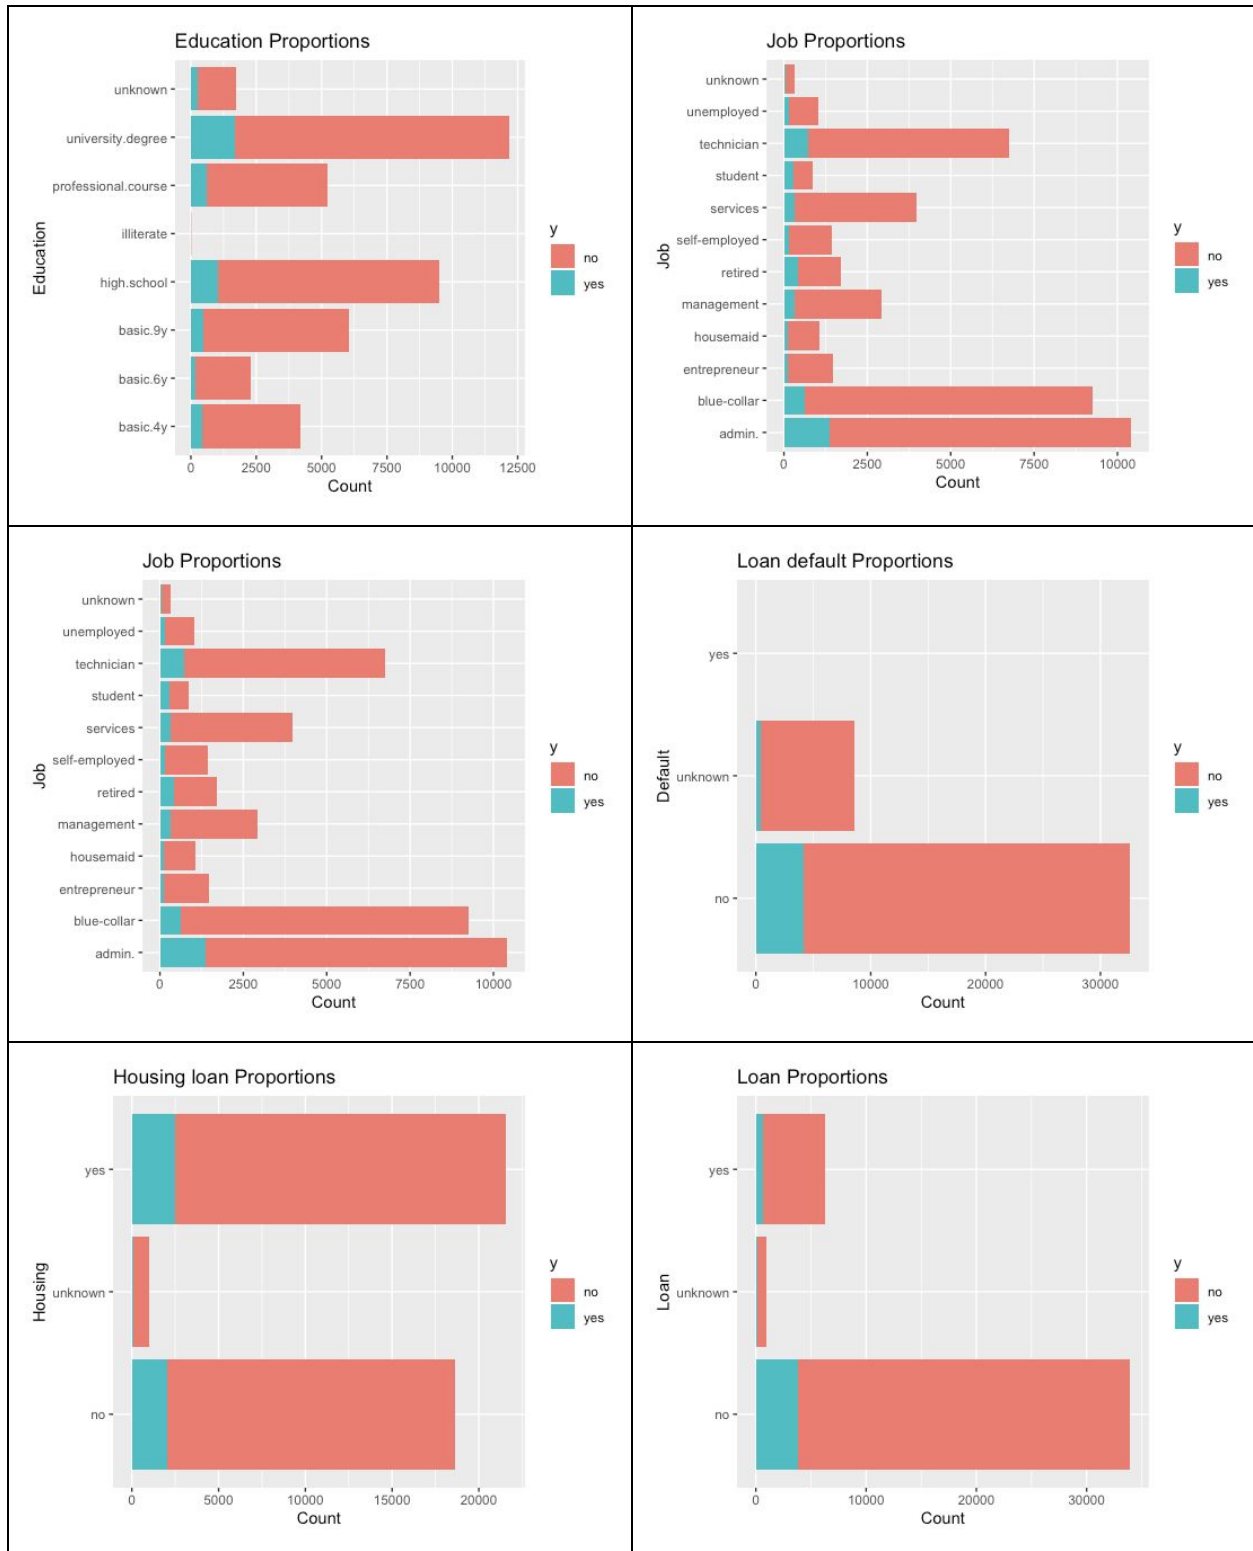 Education Proportions
unknown
university.degree
professional.course
illiterate
high.school
basic.9y
basic.6y
basic.4y
Education
0 2500 5000 7500 10000 12500
Count
y
no
yes
Job Proportions
unknown
unemployed
technician
student
services
self-employed
retired
management
housemaid
entrepreneur
blue-collar
admin.
Job
0 2500 5000 7500 10000
Count
y
no
yes
Job Proportions
unknown
unemployed
technician
student
services
self-employed
retired
management
housemaid
entrepreneur
blue-collar
admin.
Job
0 2500 5000 7500 10000
Count
y
no
yes
Loan default Proportions
yes
unknown
no
Default
0 10000 20000 30000
Count
y
no
yes
Housing loan Proportions
yes
unknown
no
Housing
0 5000 10000 15000 20000
Count
y
no
yes
Loan Proportions
yes
unknown
no
Loan
0 10000 20000 30000
Count
y
no
yes